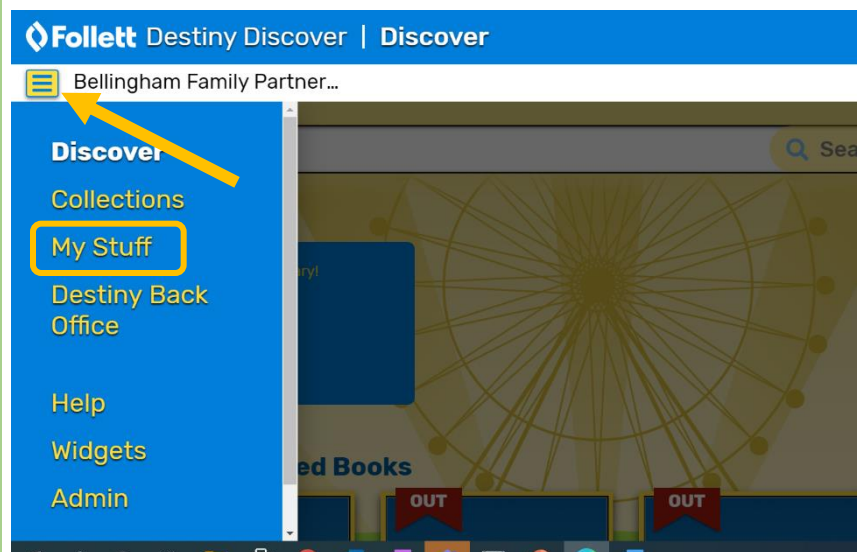 Follett Destiny Discover | Discover
Bellingham Family Partner...
Discover
Collections
My Stuff
Destiny Back
Office
Help
Widgets
Admin
Sea
ry!
ed Books
OUT OUT